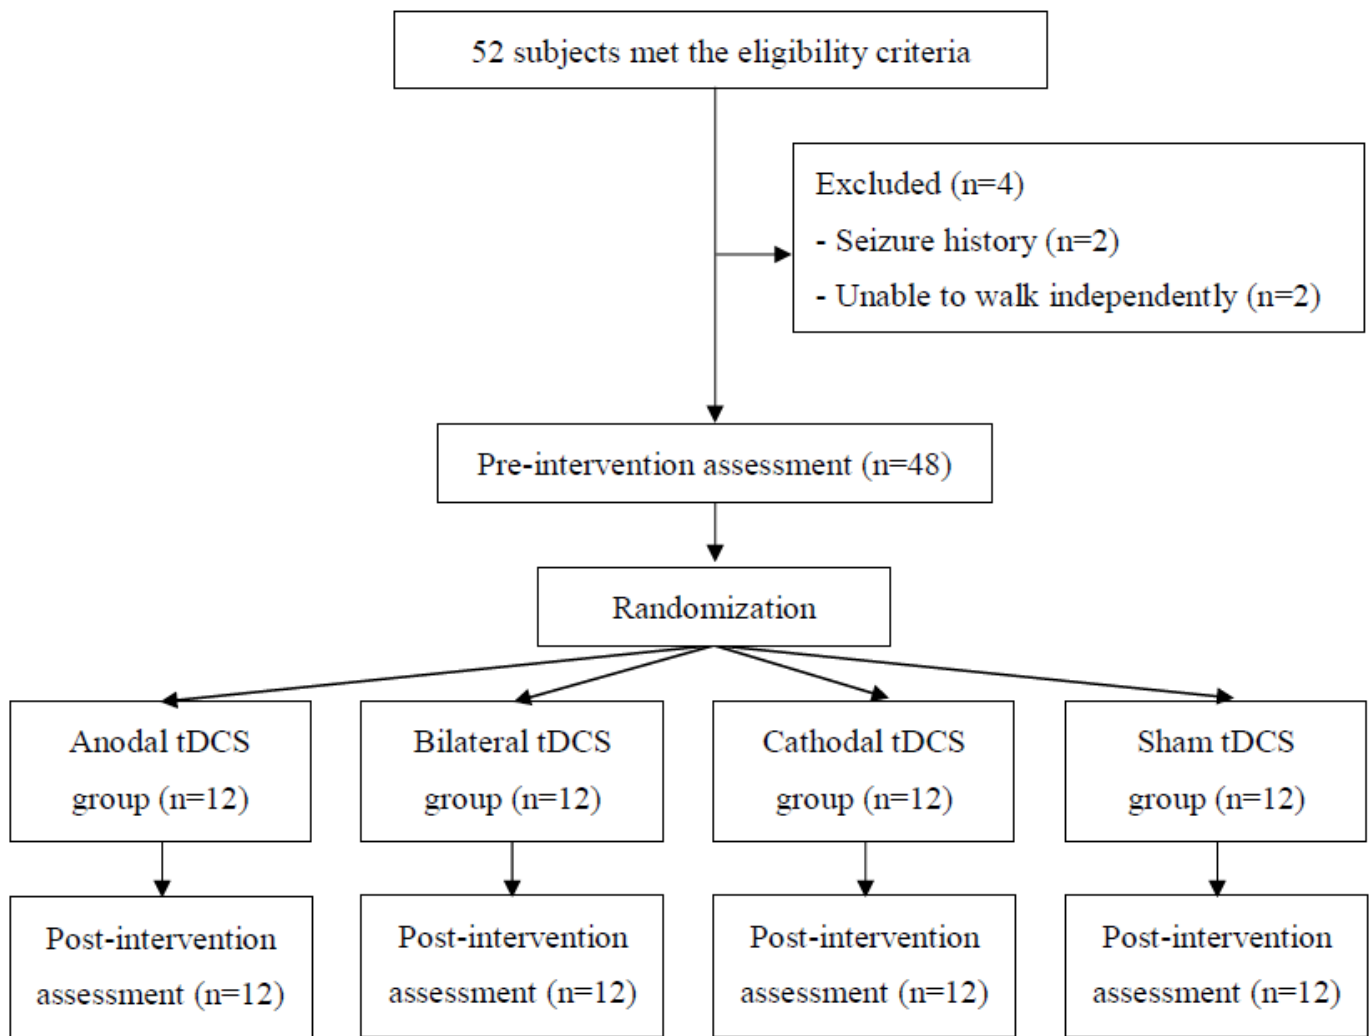 52 subjects met the eligibility criteria
Excluded (n=4)
- Seizure history (n=2)
- Unable to walk independently (n=2)
Pre-intervention assessment (n=48)
Randomization
Anodal tDCS
group (n=12)
Bilateral tDCS
group (n=12)
Cathodal tDCS
group (n=12)
Sham tDCS
group (n=12)
Post-intervention
assessment (n=12)
Post-intervention
assessment (n=12)
Post-intervention
assessment (n=12)
Post-intervention
assessment (n=12)